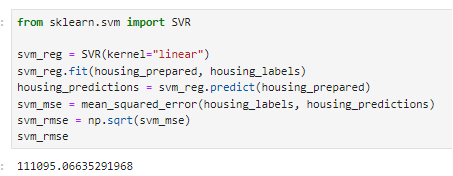 from sklearn.svm import SVR
svm_reg = SVR(kernel="linear")
svm_reg.fit(housing_prepared, housing_labels)
housing_predictions = svm_reg.predict(housing_prepared)
svm_mse = mean_squared_error(housing_labels, housing_predictions)
svm_rmse = np.sqrt(svm_mse)
svm_rmse
111095.06635291968